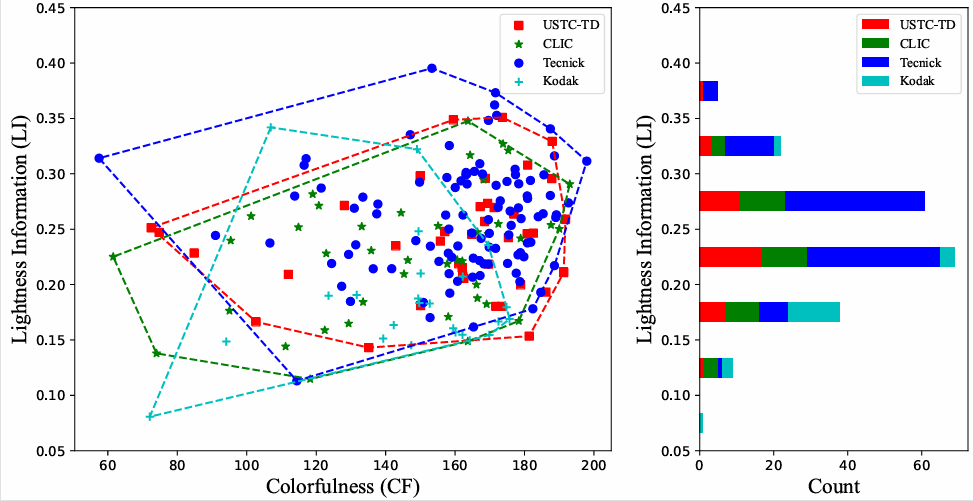 0.45
0.40
0.35
0.30
0.25
0.20
0.15
0.10
0.05
Lightness Information (LI)
60
80
100
120
140
160
180
200
Colorfulness (CF)
USTC-TD
CLIC
Tecnick
Kodak
0.45
0.40
0.35
0.30
0.25
0.20
0.15
0.10
0.05
Lightness Information (LI)
0
20
40
60
Count
USTC-TD
CLIC
Tecnick
Kodak